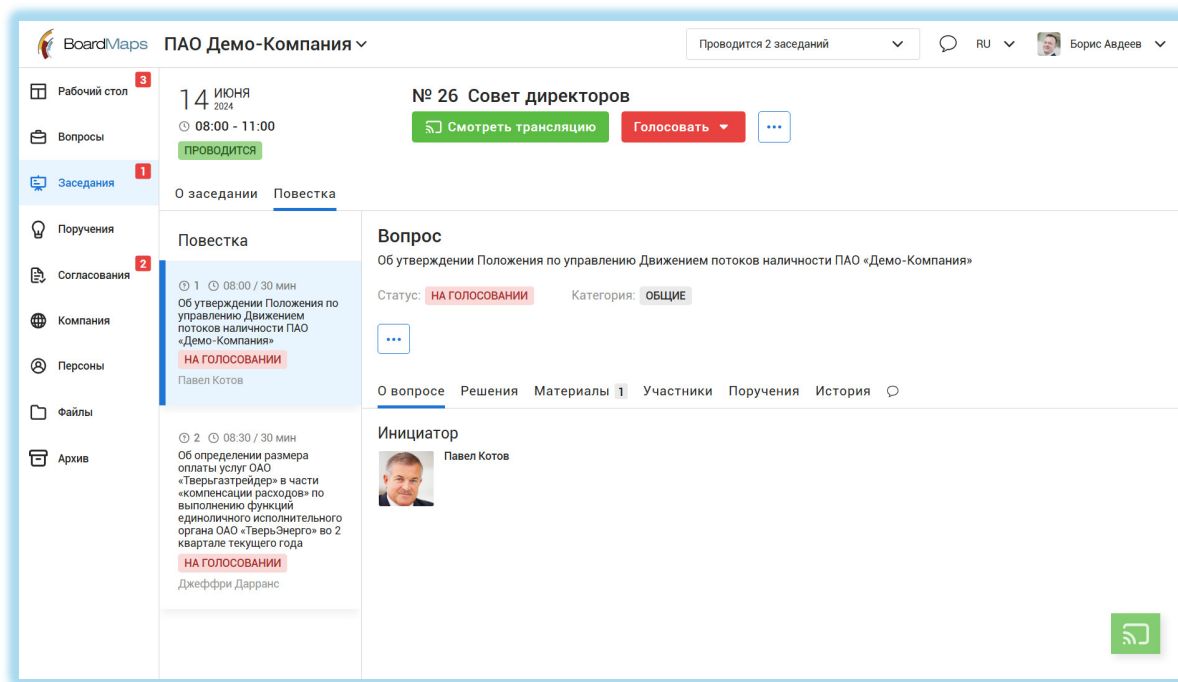 BoardMaps ПАО Демо-Компания
Проводится 2 заседаний
RU
Борис Авдеев
Рабочий стол 3
Вопросы
Заседания 1
Поручения
Согласования 2
Компания
Персоны
Файлы
Архив
14 ИЮНЯ
2024
08:00 - 11:00
ПРОВОДИТСЯ
№ 26 Совет директоров
Смотреть трансляцию
Голосовать
О заседании Повестка
Повестка
1 08:00 / 30 мин
Об утверждении Положения по
управлению Движением
потоков наличности ПАО
«Демо-Компания»
НА ГОЛОСОВАНИИ
Павел Котов
2 08:30 / 30 мин
Об определении размера
оплаты услуг ОАО
«Тверьгазтрейдер» в части
«компенсации расходов» по
выполнению функций
единоличного исполнительного
органа ОАО «ТверьЭнерго» во 2
квартале текущего года
НА ГОЛОСОВАНИИ
Джеффри Дарранс
Вопрос
Об утверждении Положения по управлению Движением потоков наличности ПАО «Демо-Компания»
Статус: НА ГОЛОСОВАНИИ Категория: ОБЩИЕ
О вопросе Решения Материалы 1 Участники Поручения История
Инициатор
Павел Котов